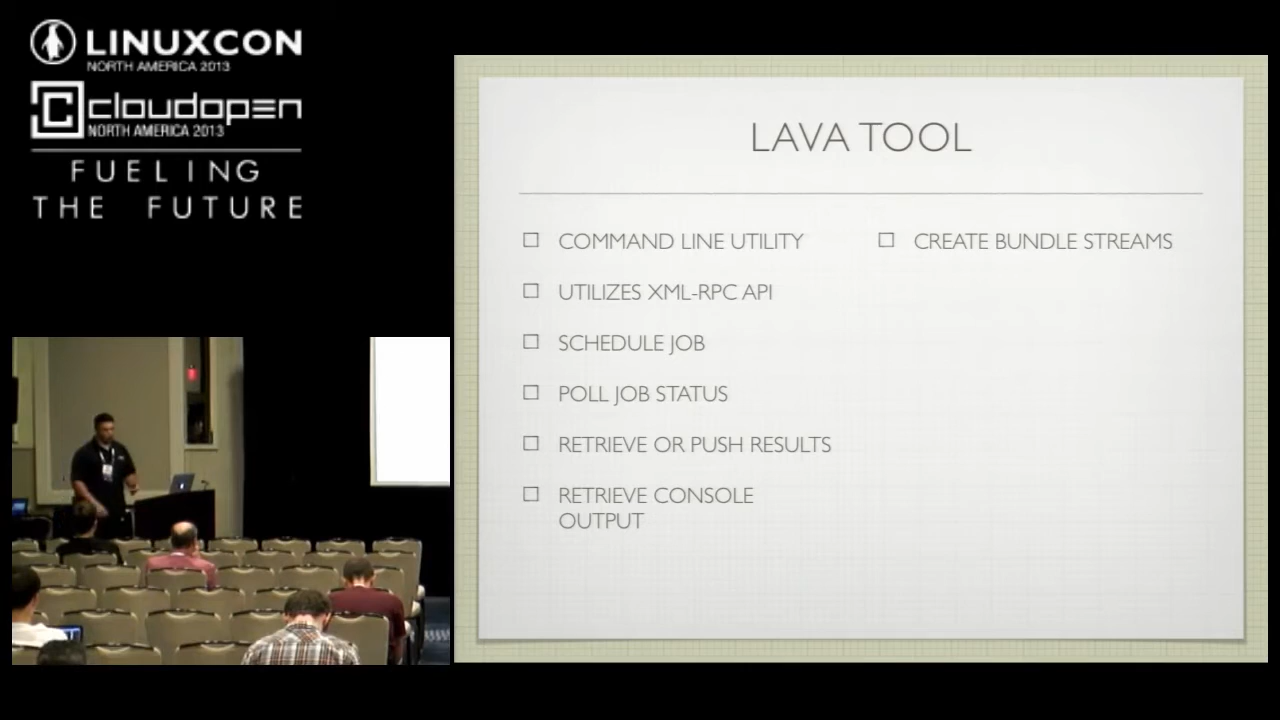 LINUXCON
NORTH AMERICA 2013
cloudopen
NORTH AMERICA 2013
FUELING
THE FUTURE
LAVA TOOL
COMMAND LINE UTILITY
UTILIZES XML-RPC API
SCHEDULE JOB
POLL JOB STATUS
RETRIEVE OR PUSH RESULTS
RETRIEVE CONSOLE
OUTPUT
CREATE BUNDLE STREAMS